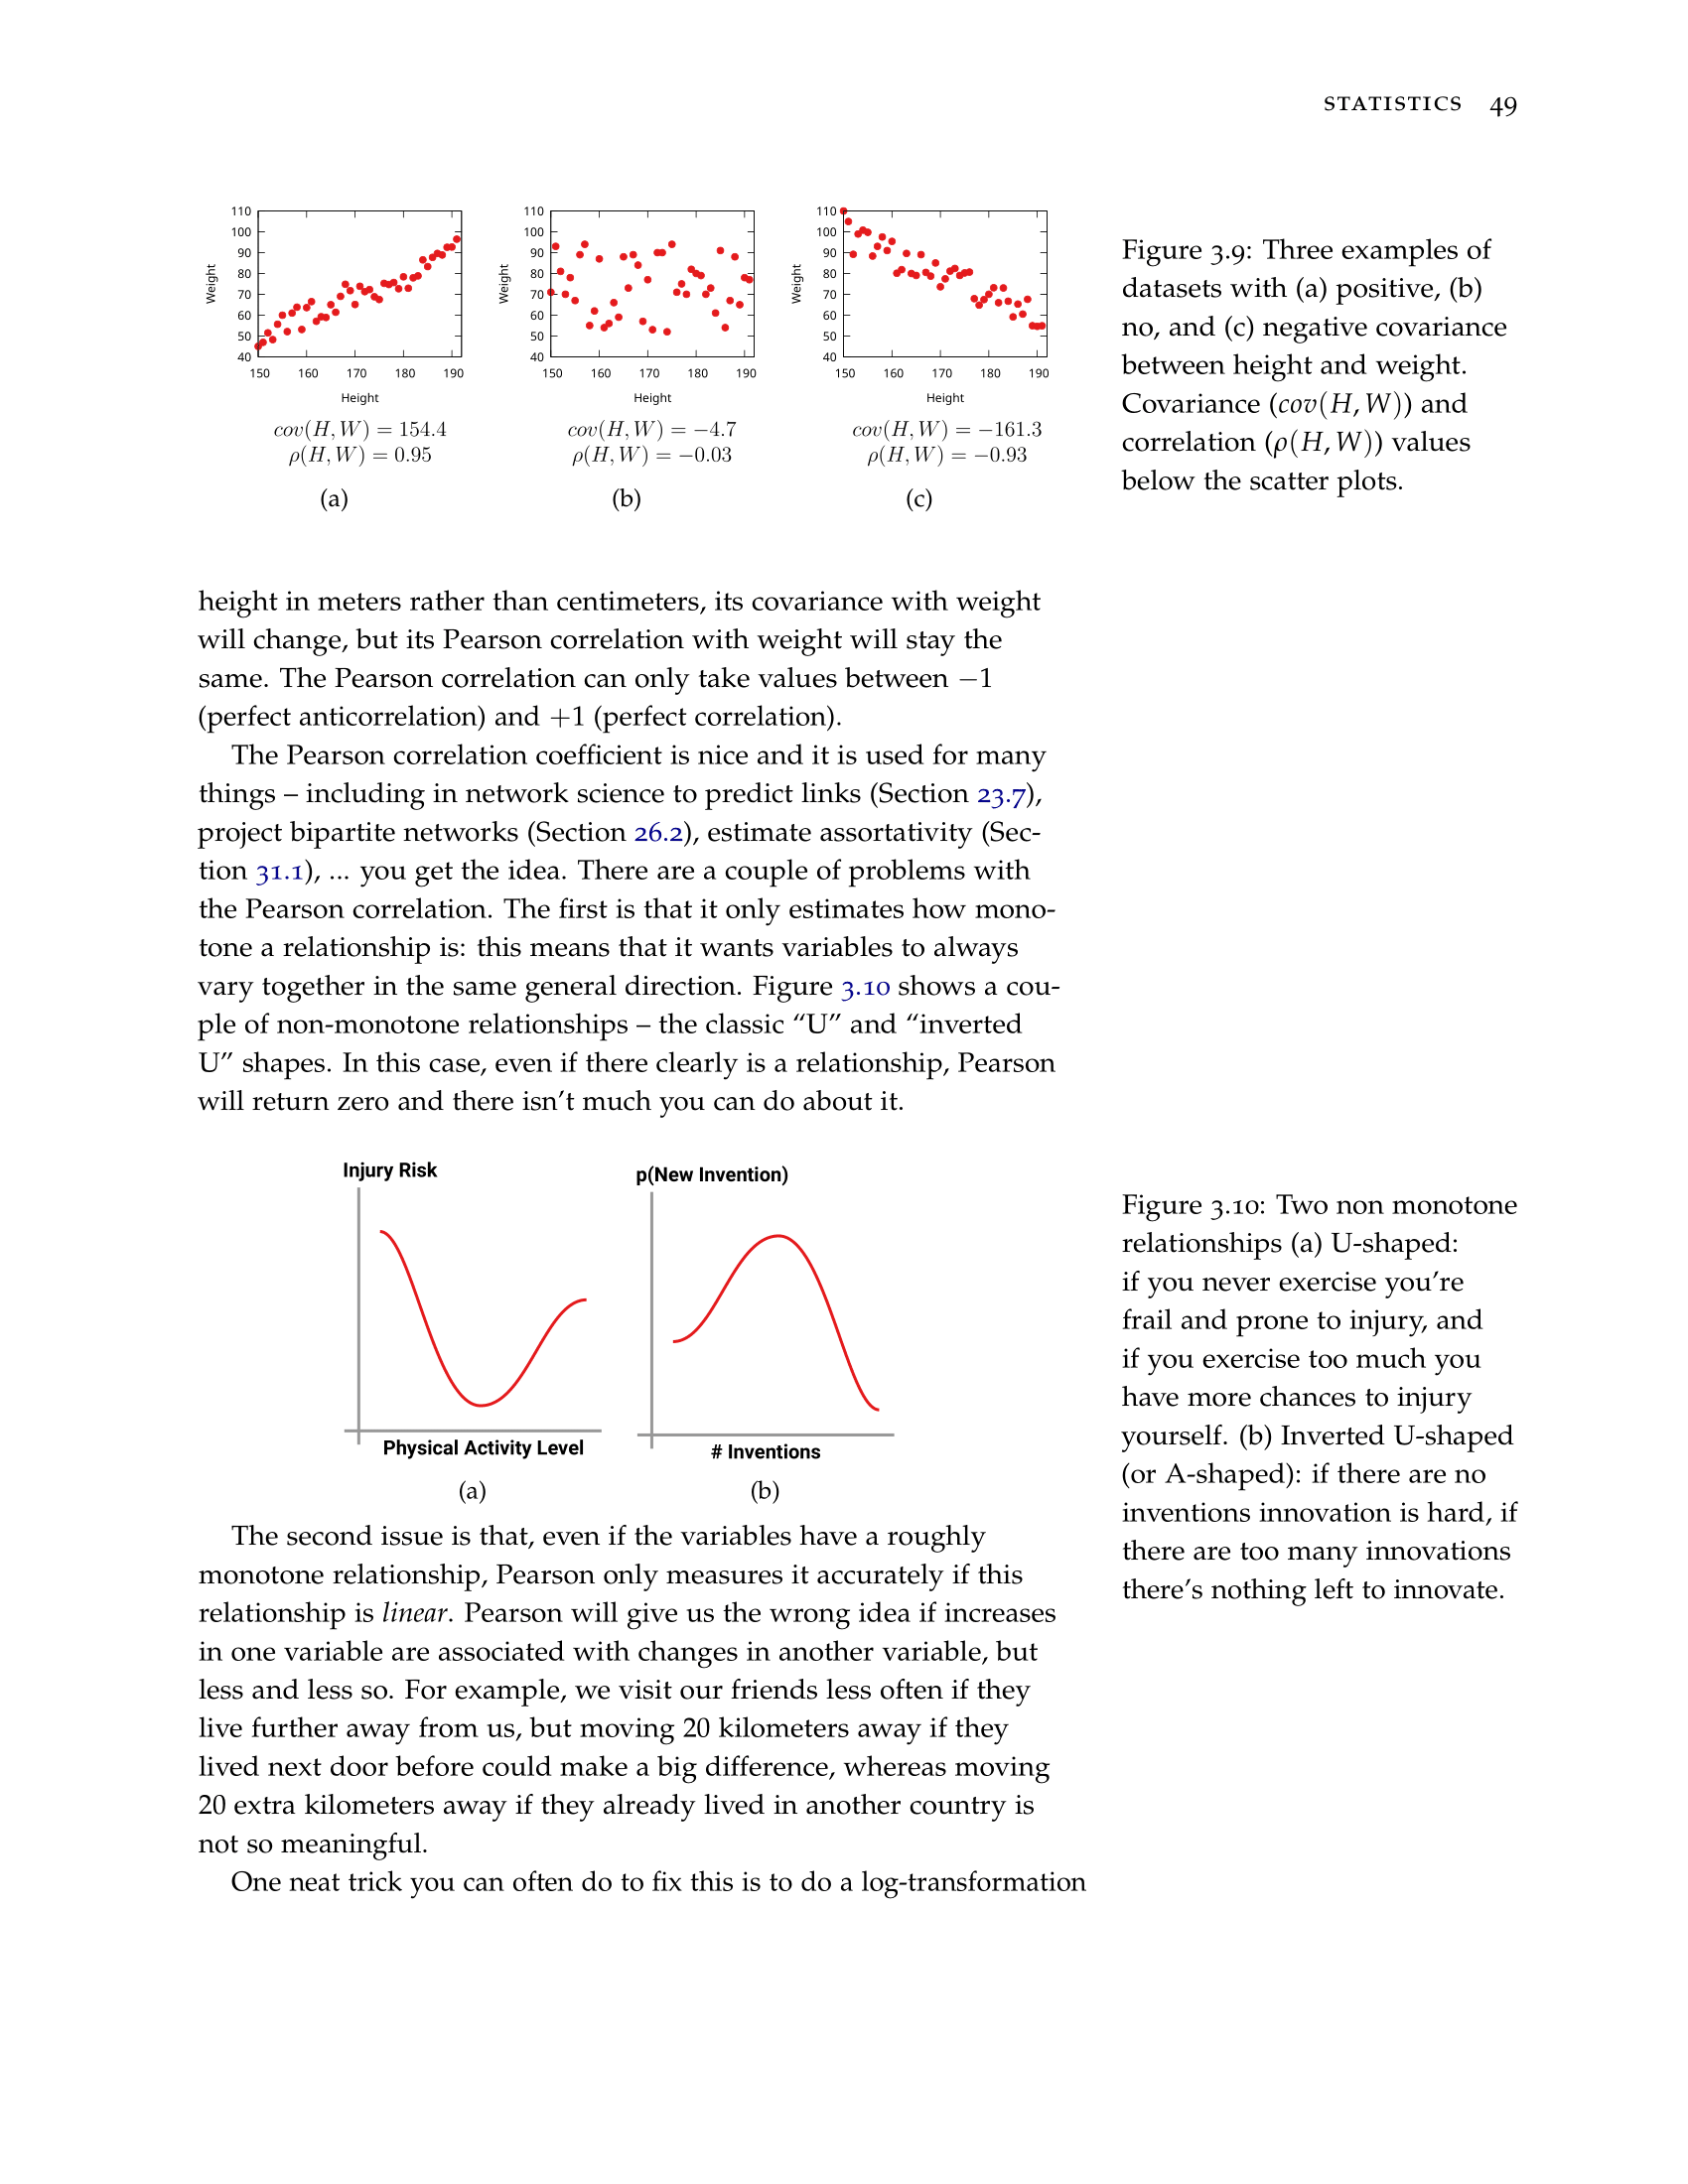 STATISTICS 49
110
100
90
80
70
60
50
40
150 160 170 180 190
Weight
Height
cov(H, W) = 154.4
ρ(H, W) = 0.95
(a)
110
100
90
80
70
60
50
40
150 160 170 180 190
Weight
Height
cov(H, W) = −4.7
ρ(H, W) = −0.03
(b)
110
100
90
80
70
60
50
40
150 160 170 180 190
Weight
Height
cov(H, W) = −161.3
ρ(H, W) = −0.93
(c)
Figure 3.9: Three examples of
datasets with (a) positive, (b)
no, and (c) negative covariance
between height and weight.
Covariance (cov(H, W)) and
correlation (ρ(H, W)) values
below the scatter plots.
height in meters rather than centimeters, its covariance with weight
will change, but its Pearson correlation with weight will stay the
same. The Pearson correlation can only take values between −1
(perfect anticorrelation) and +1 (perfect correlation).
The Pearson correlation coefficient is nice and it is used for many
things – including in network science to predict links (Section 23.7),
project bipartite networks (Section 26.2), estimate assortativity (Sec-
tion 31.1), ... you get the idea. There are a couple of problems with
the Pearson correlation. The first is that it only estimates how mono-
tone a relationship is: this means that it wants variables to always
vary together in the same general direction. Figure 3.10 shows a cou-
ple of non-monotone relationships – the classic “U” and “inverted
U” shapes. In this case, even if there clearly is a relationship, Pearson
will return zero and there isn’t much you can do about it.
Injury Risk
Physical Activity Level
(a)
p(New Invention)
# Inventions
(b)
Figure 3.10: Two non monotone
relationships (a) U-shaped:
if you never exercise you’re
frail and prone to injury, and
if you exercise too much you
have more chances to injury
yourself. (b) Inverted U-shaped
(or A-shaped): if there are no
inventions innovation is hard, if
there are too many innovations
there’s nothing left to innovate.
The second issue is that, even if the variables have a roughly
monotone relationship, Pearson only measures it accurately if this
relationship is linear. Pearson will give us the wrong idea if increases
in one variable are associated with changes in another variable, but
less and less so. For example, we visit our friends less often if they
live further away from us, but moving 20 kilometers away if they
lived next door before could make a big difference, whereas moving
20 extra kilometers away if they already lived in another country is
not so meaningful.
One neat trick you can often do to fix this is to do a log-transformation